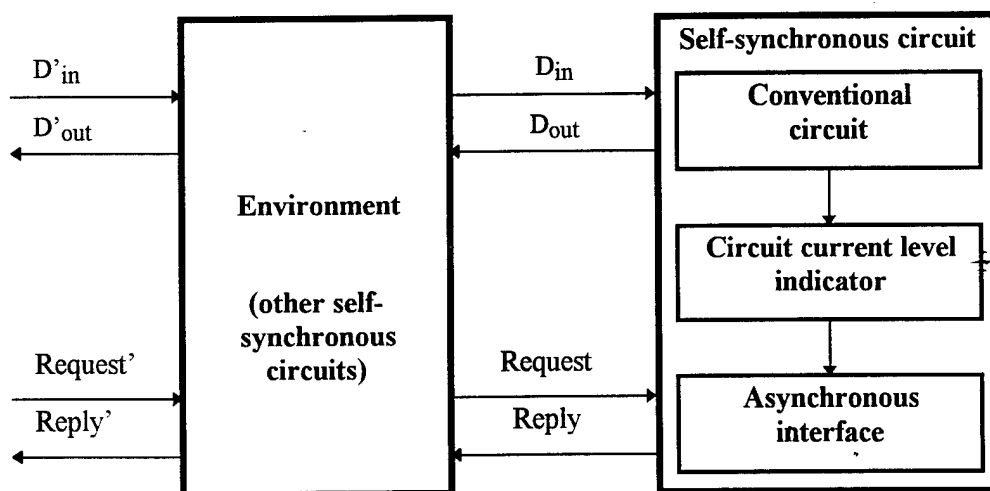 D'in
D'out
Request'
Reply'
Environment
(other self-
synchronous
circuits)
Din
Dout
Request
Reply
Self-synchronous circuit
Conventional
circuit
Circuit current level
indicator
Asynchronous
interface